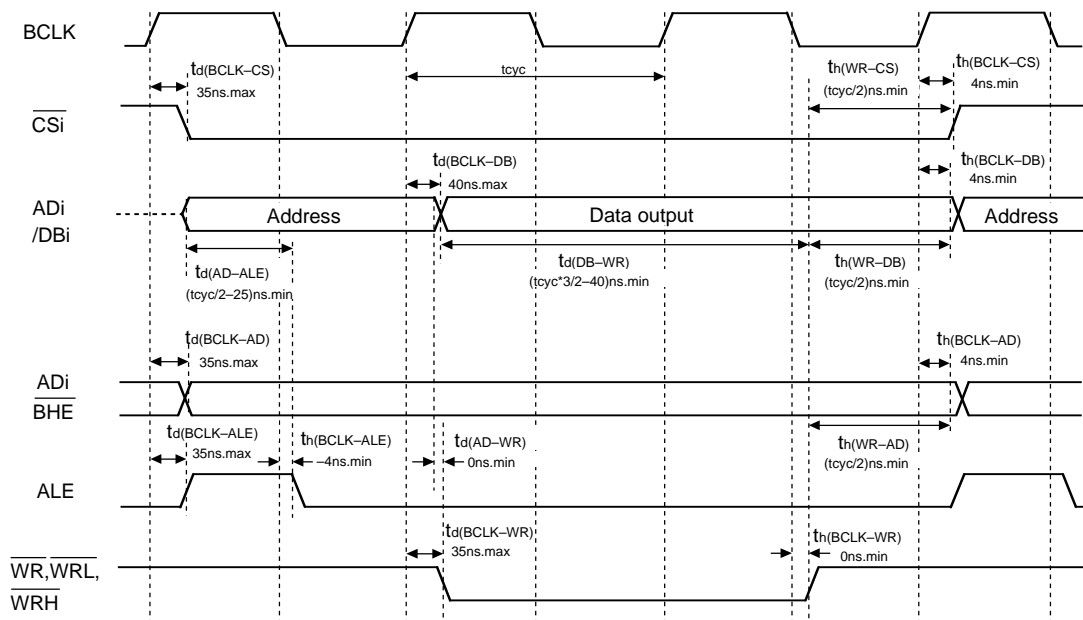 BCLK
td(BCLK–CS)
35ns.max
tcyc
th(WR–CS)
(tcyc/2)ns.min
th(BCLK–CS)
4ns.min
CSi
td(BCLK–DB)
40ns.max
th(BCLK–DB)
4ns.min
ADi
/DBi
Address
Data output
Address
td(AD–ALE)
(tcyc/2–25)ns.min
td(DB–WR)
(tcyc*3/2–40)ns.min
th(WR–DB)
(tcyc/2)ns.min
td(BCLK–AD)
35ns.max
th(BCLK–AD)
4ns.min
ADi
BHE
td(BCLK–ALE)
35ns.max
th(BCLK–ALE)
–4ns.min
td(AD–WR)
0ns.min
th(WR–AD)
(tcyc/2)ns.min
ALE
td(BCLK–WR)
35ns.max
th(BCLK–WR)
0ns.min
WR,WRL,
WRH